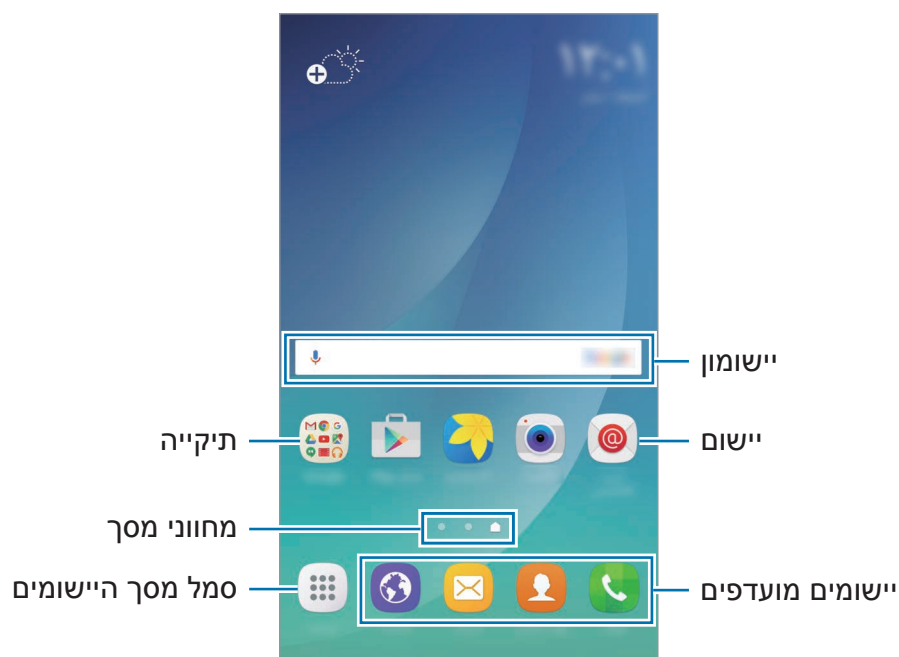 יישומון
תיקייה
יישום
מחווני מסך
סמל מסך היישומים
יישומים מועדפים